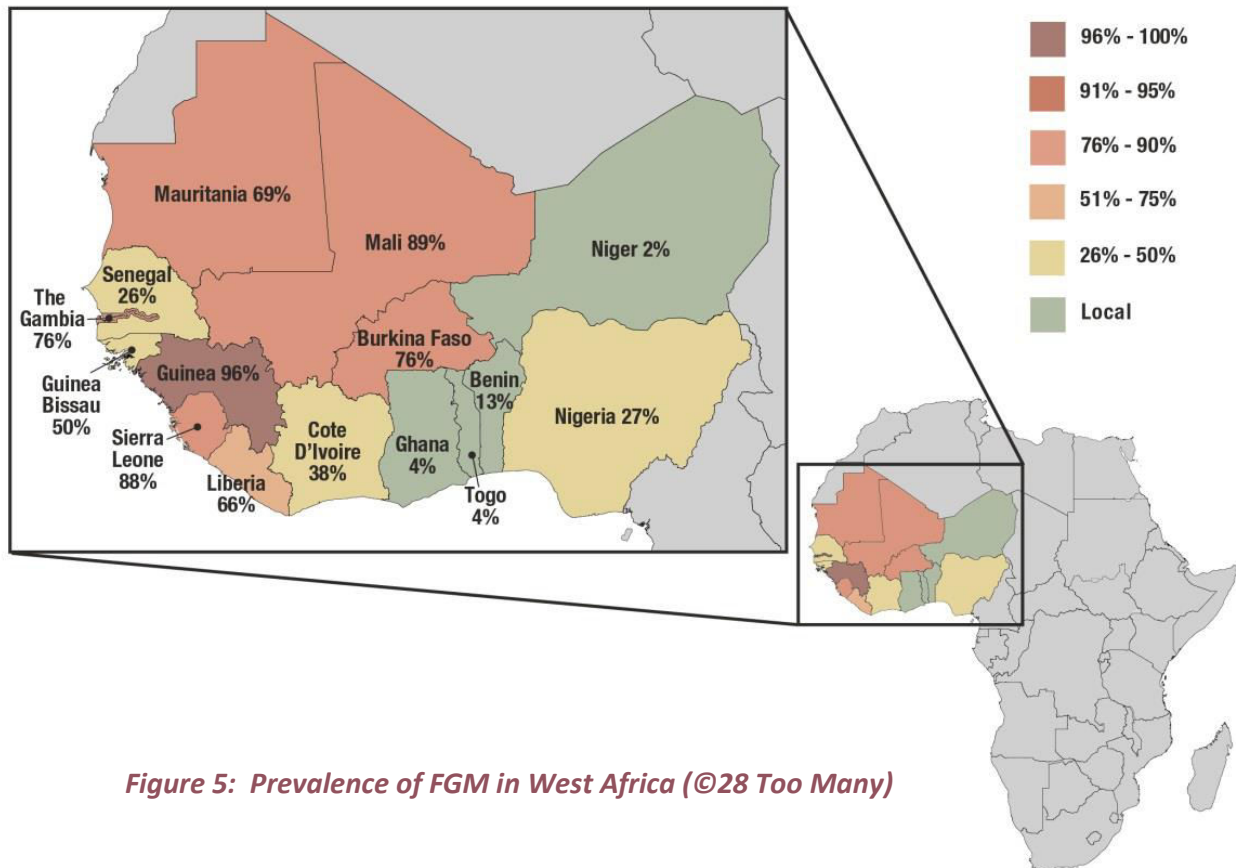 96% - 100%
91% - 95%
76% - 90%
51% - 75%
26% - 50%
Local
Mauritania 69%
Mali 89%
Niger 2%
Senegal
26%
The
Gambia
76%
Burkina Faso
76%
Guinea
Bissau
50%
Guinea 96%
Benin
13%
Nigeria 27%
Sierra
Leone
88%
Cote
D'Ivoire
38%
Ghana
4%
Liberia
66%
Togo
4%
Figure 5: Prevalence of FGM in West Africa (©28 Too Many)